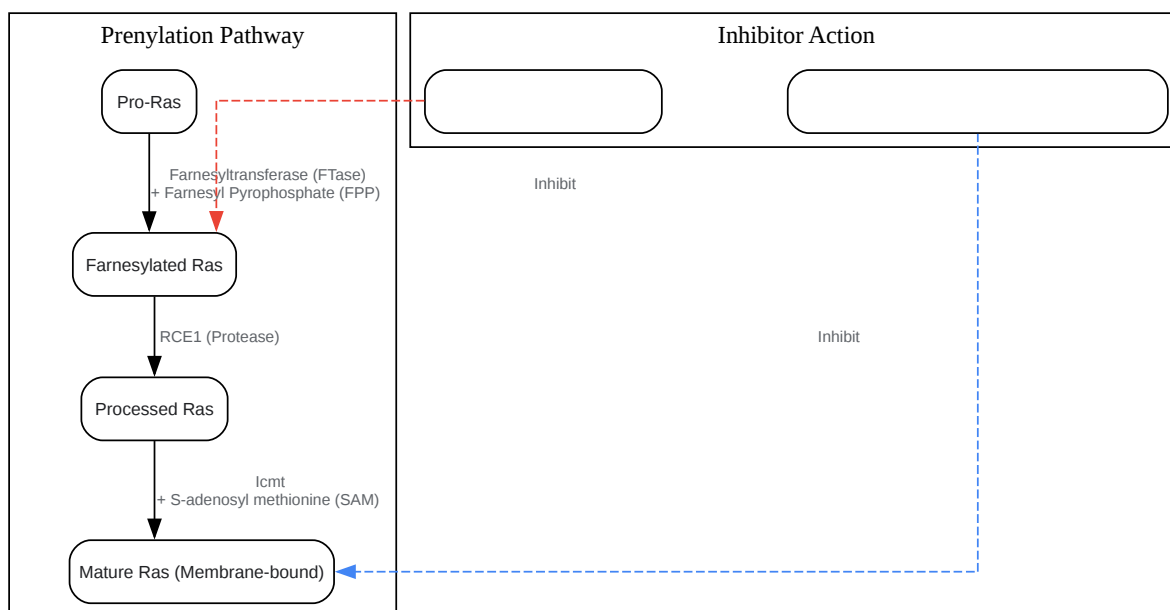 Prenylation Pathway
Inhibitor Action
Pro-Ras
Farnesyltransferase (FTase)
+ Farnesyl Pyrophosphate (FPP)
Inhibit
Farnesylated Ras
RCE1 (Protease)
Inhibit
Processed Ras
Icmt
+ S-adenosyl methionine (SAM)
Mature Ras (Membrane-bound)